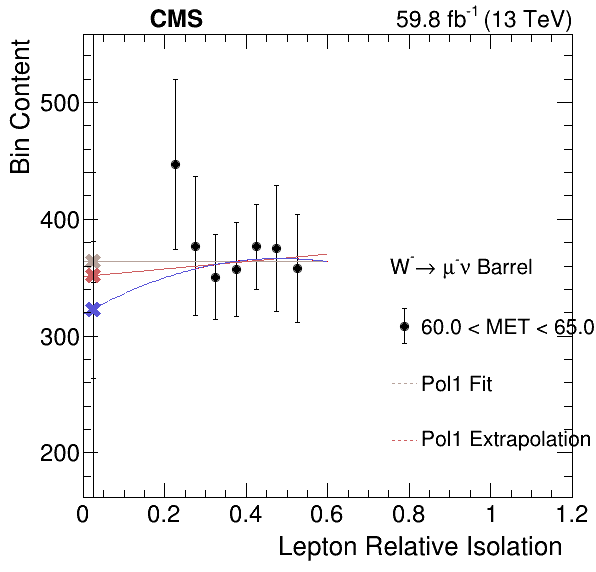 CMS
59.8 fb⁻¹ (13 TeV)
Bin Content
500
400
300
200
W⁻→ μ⁻ν Barrel
60.0 < MET < 65.0
Pol1 Fit
Pol1 Extrapolation
0 0.2 0.4 0.6 0.8 1 1.2
Lepton Relative Isolation